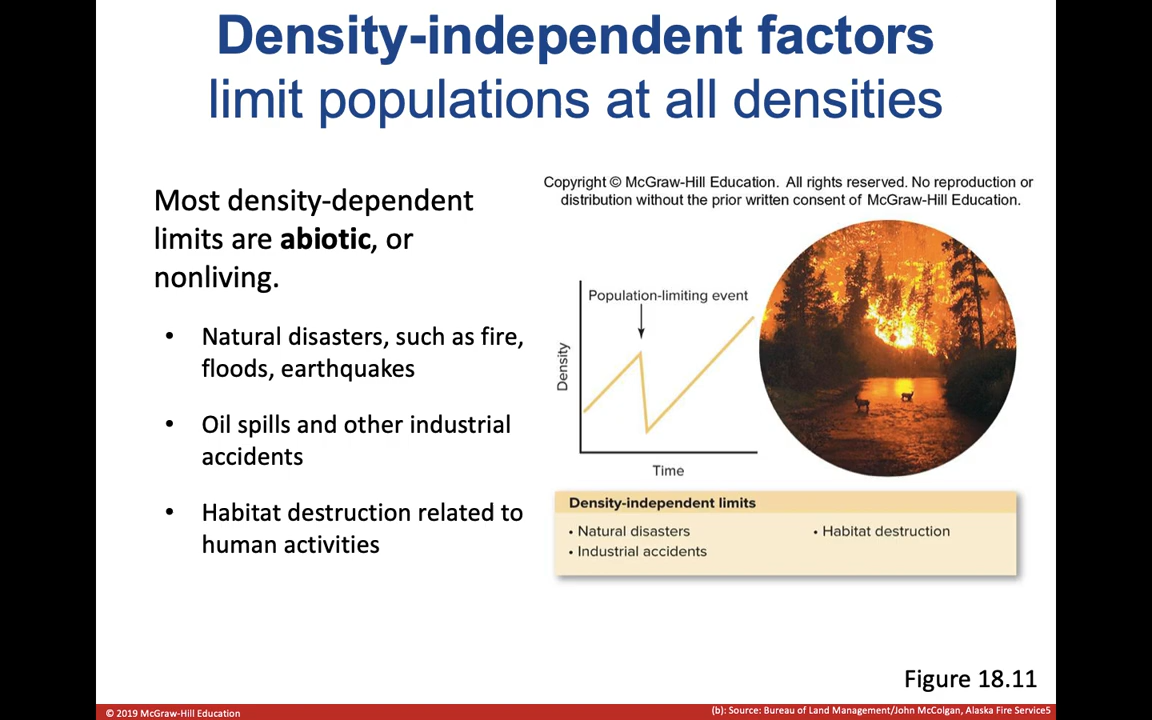 Density-independent factors
limit populations at all densities
Most density-dependent
limits are abiotic, or
nonliving.
• Natural disasters, such as fire,
floods, earthquakes
• Oil spills and other industrial
accidents
• Habitat destruction related to
human activities
Copyright © McGraw-Hill Education. All rights reserved. No reproduction or
distribution without the prior written consent of McGraw-Hill Education.
Population-limiting event
Density
Time
Density-independent limits
• Natural disasters
• Industrial accidents
• Habitat destruction
Figure 18.11
© 2019 McGraw-Hill Education
(b): Source: Bureau of Land Management/John McColgan, Alaska Fire Service5